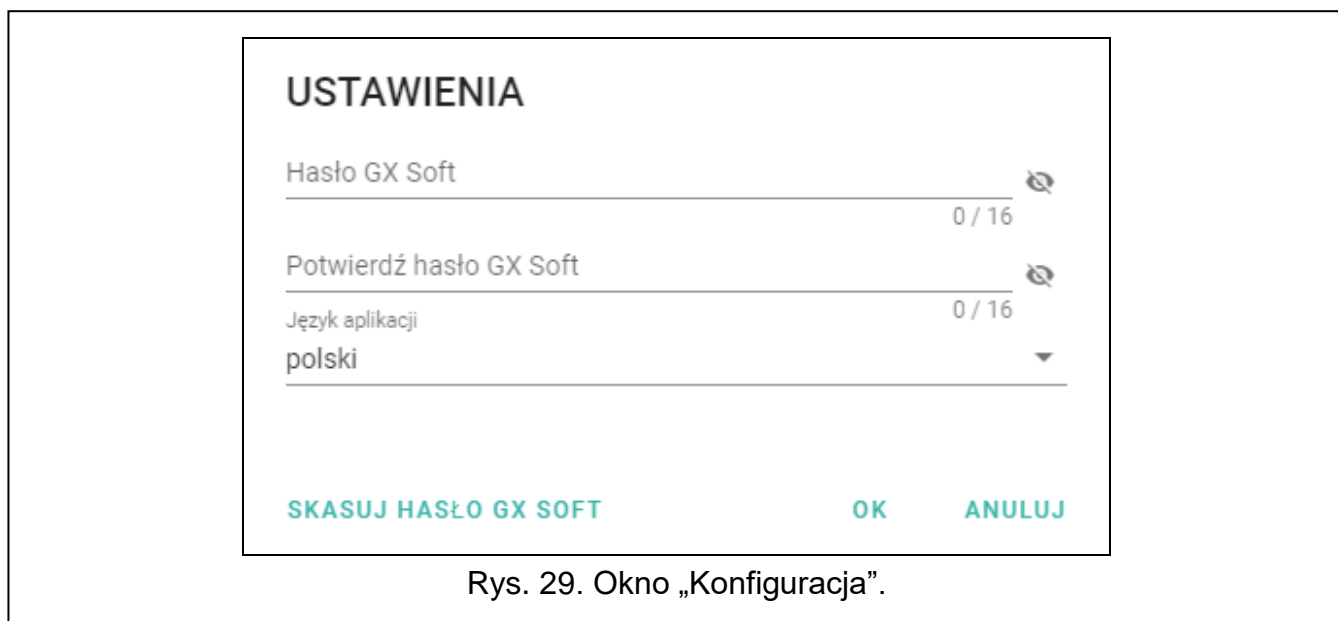 USTAWIENIA
Hasło GX Soft
0 / 16
Potwierdź hasło GX Soft
0 / 16
Język aplikacji
polski
SKASUJ HASŁO GX SOFT OK ANULUJ
Rys. 29. Okno „Konfiguracja”.